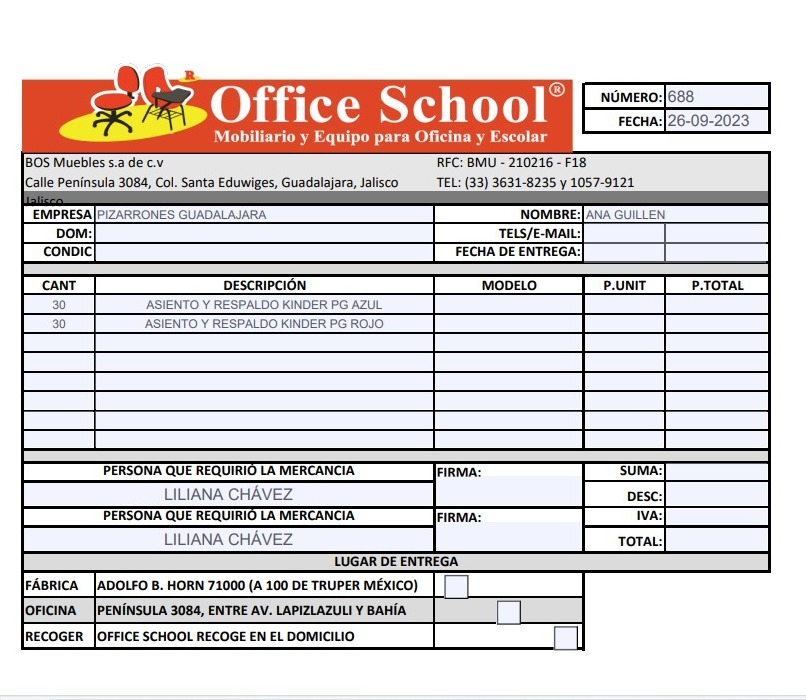 R
Office School®
Mobiliario y Equipo para Oficina y Escolar
NÚMERO: 688
FECHA: 26-09-2023
BOS Muebles s.a de c.v RFC: BMU - 210216 - F18
Calle Península 3084, Col. Santa Eduwiges, Guadalajara, Jalisco TEL: (33) 3631-8235 y 1057-9121
Jalisco
EMPRESA PIZARRONES GUADALAJARA NOMBRE: ANA GUILLEN
DOM: TELS/E-MAIL:
CONDIC FECHA DE ENTREGA:
CANT DESCRIPCIÓN MODELO P.UNIT P.TOTAL
30 ASIENTO Y RESPALDO KINDER PG AZUL
30 ASIENTO Y RESPALDO KINDER PG ROJO
PERSONA QUE REQUIRIÓ LA MERCANCIA FIRMA: SUMA:
LILIANA CHÁVEZ DESC:
PERSONA QUE REQUIRIÓ LA MERCANCIA FIRMA: IVA:
LILIANA CHÁVEZ TOTAL:
LUGAR DE ENTREGA
FÁBRICA ADOLFO B. HORN 71000 (A 100 DE TRUPER MÉXICO)
OFICINA PENÍNSULA 3084, ENTRE AV. LAPIZLAZULI Y BAHÍA
RECOGER OFFICE SCHOOL RECOGE EN EL DOMICILIO